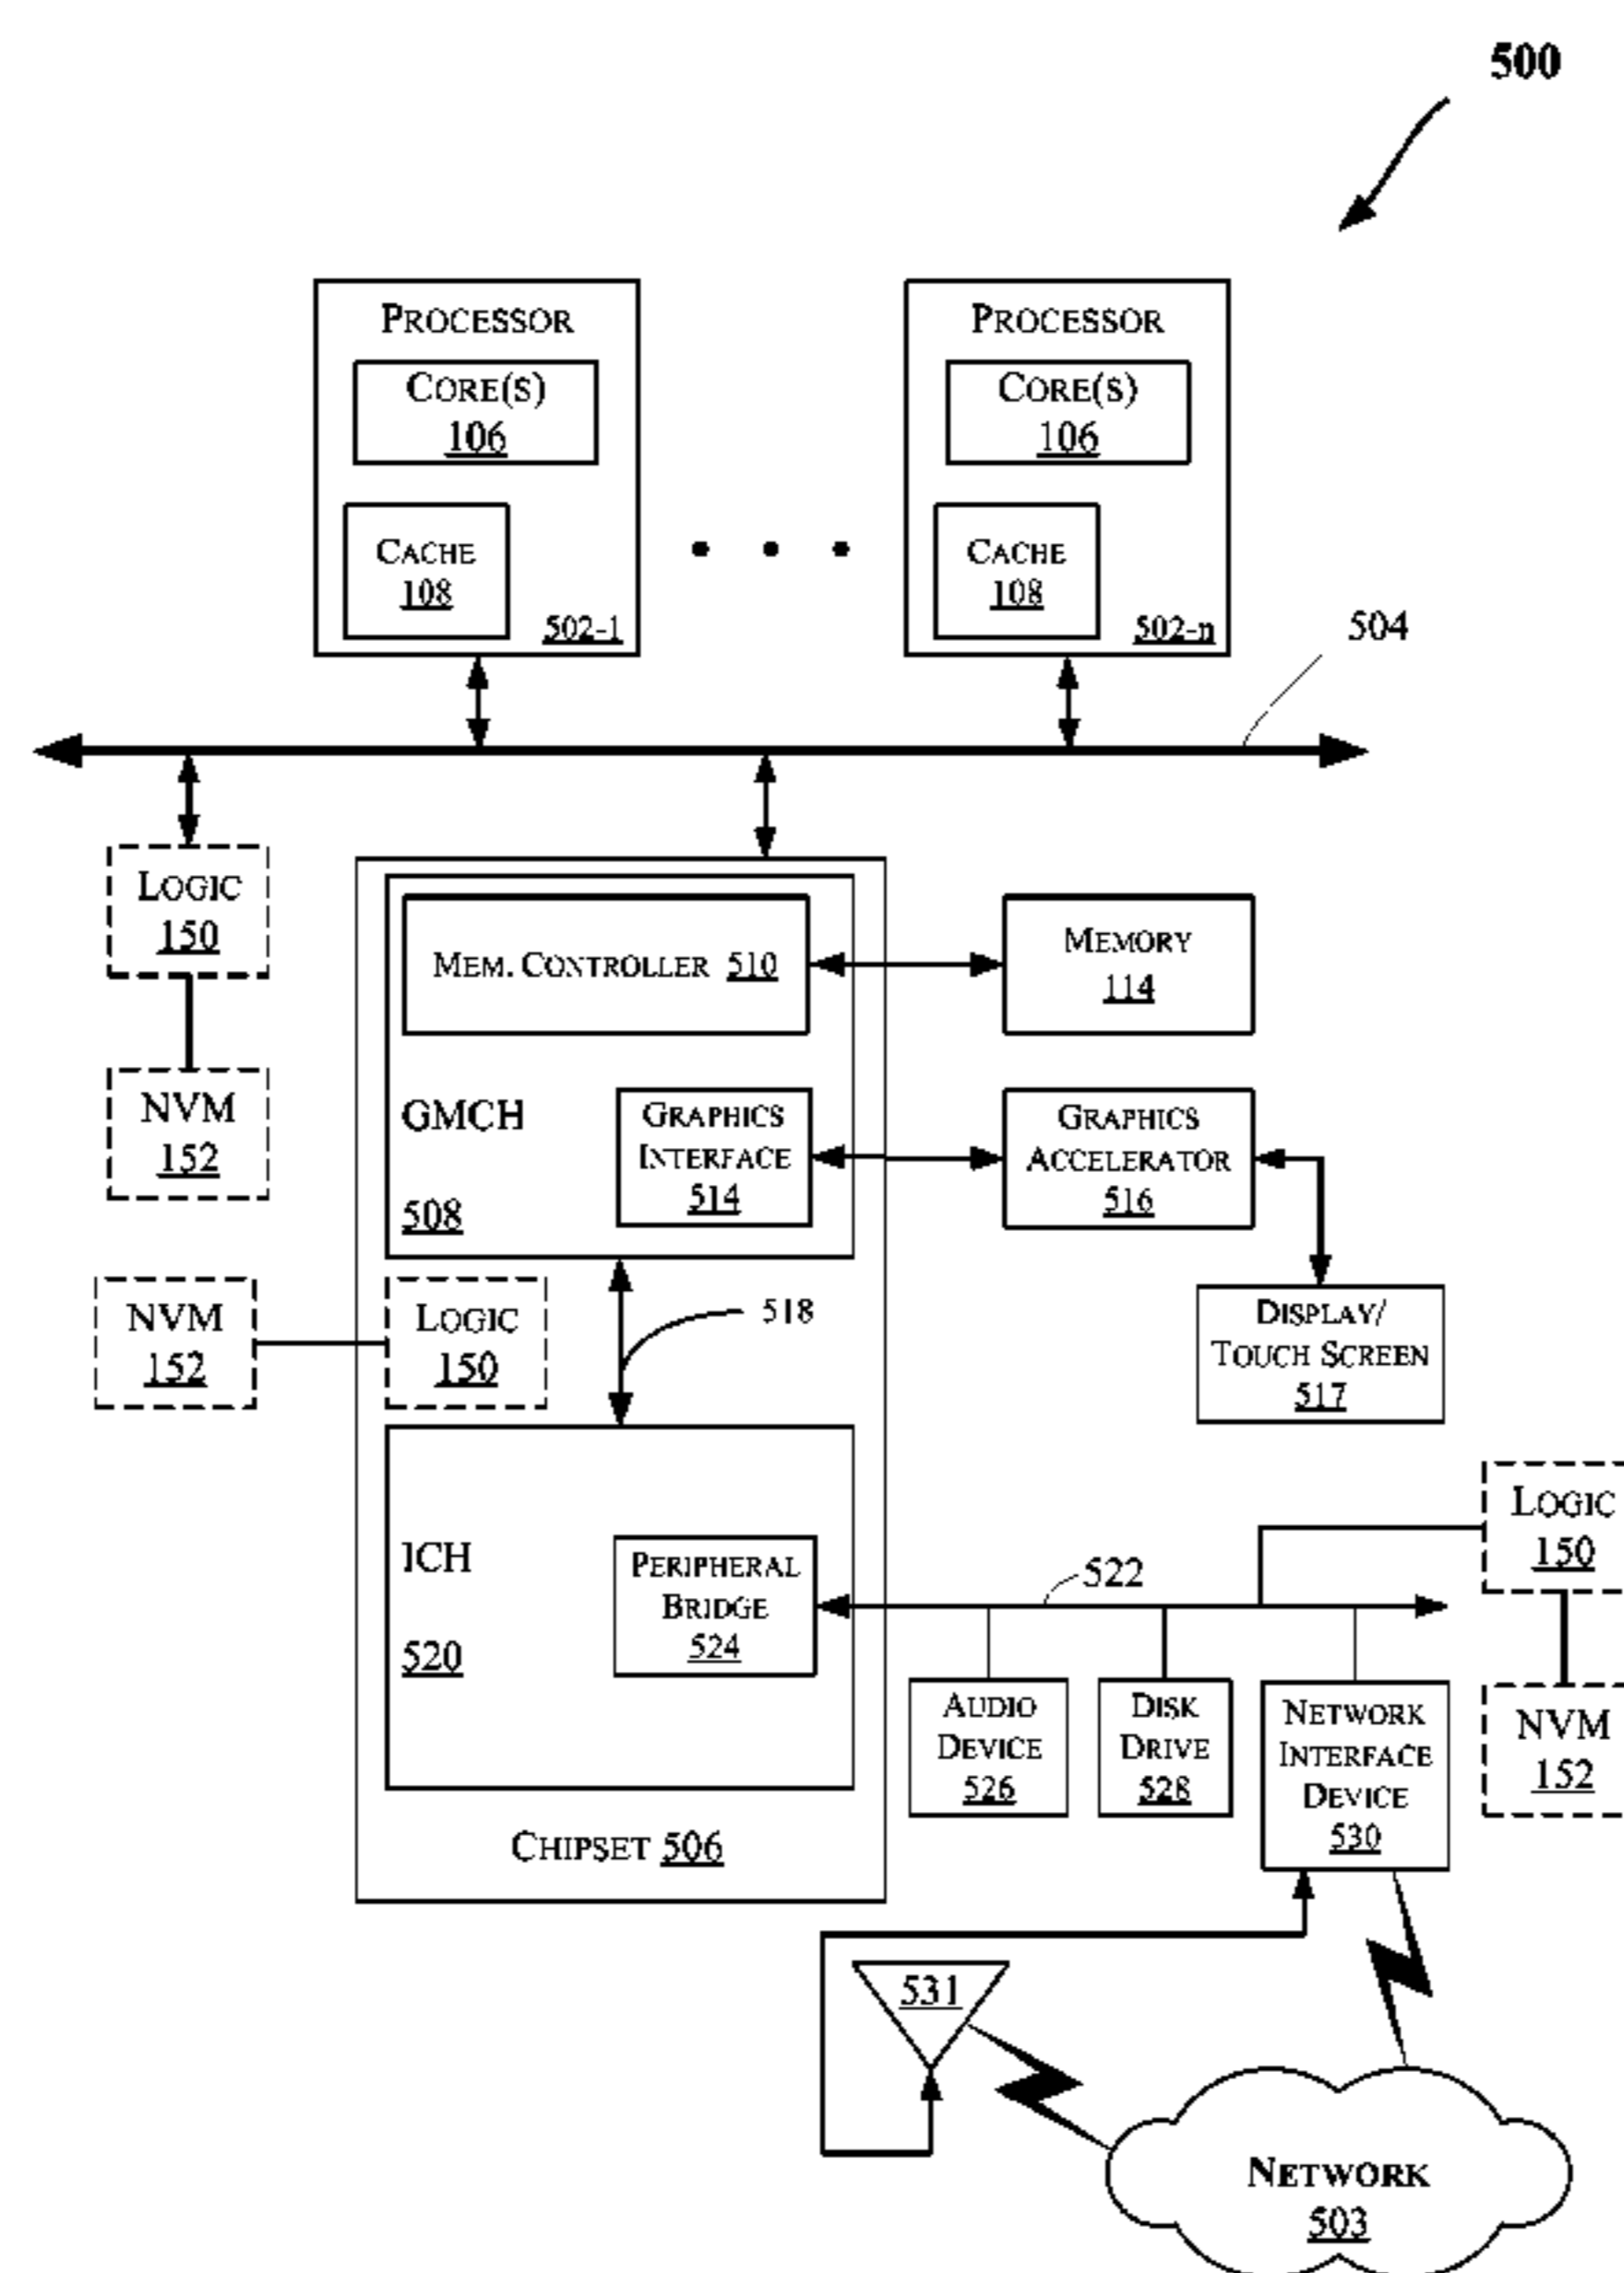 500
PROCESSOR
CORE(S)
106
CACHE
108
502-1
PROCESSOR
CORE(S)
106
CACHE
108
502-n
504
LOGIC
150
NVM
152
MEM. CONTROLLER 510
MEMORY
114
GMCH
508
GRAPHICS
INTERFACE
514
GRAPHICS
ACCELERATOR
516
NVM
152
LOGIC
150
518
DISPLAY/
TOUCH SCREEN
517
ICH
520
PERIPHERAL
BRIDGE
524
522
LOGIC
150
NVM
152
AUDIO
DEVICE
526
DISK
DRIVE
528
NETWORK
INTERFACE
DEVICE
530
CHIPSET 506
531
NETWORK
503